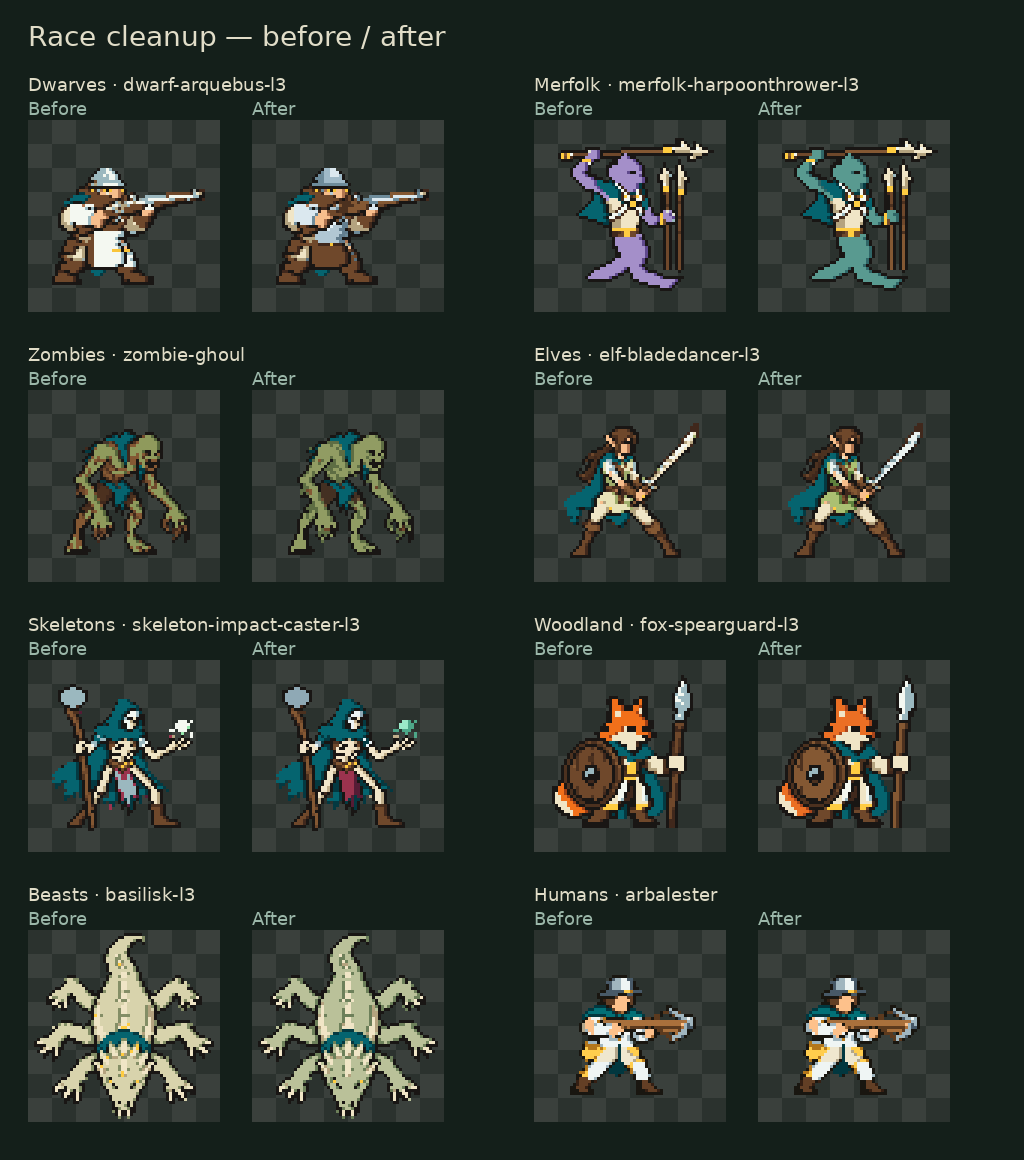 Race cleanup — before / after
Dwarves · dwarf-arquebus-l3
Before After
Merfolk · merfolk-harpoonthrower-l3
Before After
Zombies · zombie-ghoul
Before After
Elves · elf-bladedancer-l3
Before After
Skeletons · skeleton-impact-caster-l3
Before After
Woodland · fox-spearguard-l3
Before After
Beasts · basilisk-l3
Before After
Humans · arbalester
Before After